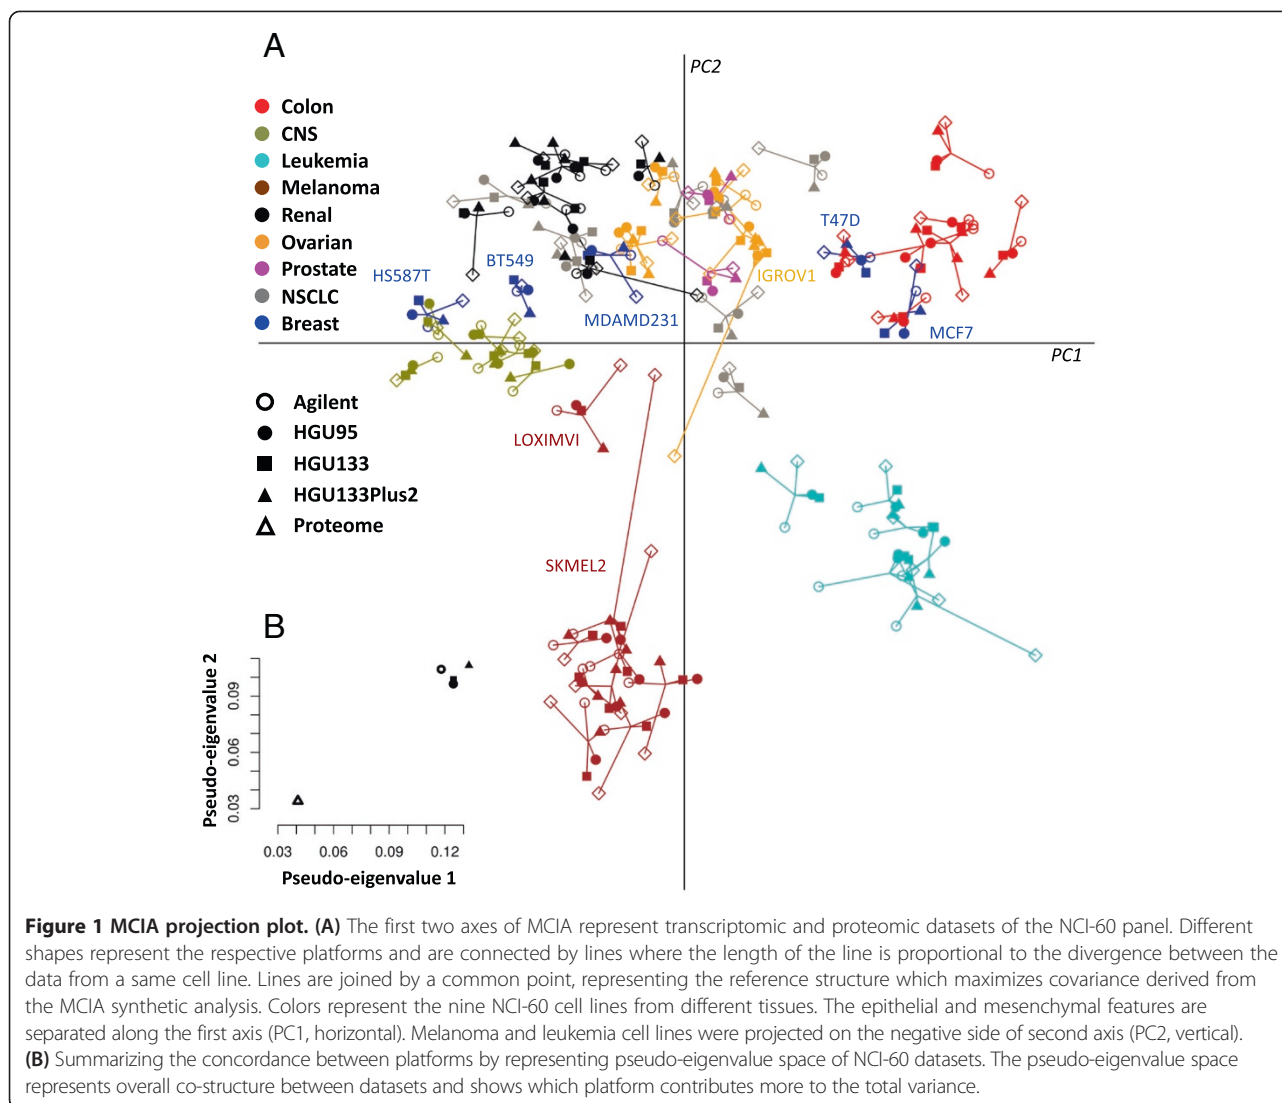 A
PC2
Colon
CNS
Leukemia
Melanoma
Renal
Ovarian
Prostate
NSCLC
Breast
T47D
BT549
HS587T
IGROV1
MDAMD231
MCF7
PC1
Agilent
HGU95
HGU133
HGU133Plus2
Proteome
LOXIMVI
SKMEL2
B
Pseudo-eigenvalue 2
0.09
0.06
0.03
0.03 0.06 0.09 0.12
Pseudo-eigenvalue 1
Figure 1 MCIA projection plot. (A) The first two axes of MCIA represent transcriptomic and proteomic datasets of the NCI-60 panel. Different
shapes represent the respective platforms and are connected by lines where the length of the line is proportional to the divergence between the
data from a same cell line. Lines are joined by a common point, representing the reference structure which maximizes covariance derived from
the MCIA synthetic analysis. Colors represent the nine NCI-60 cell lines from different tissues. The epithelial and mesenchymal features are
separated along the first axis (PC1, horizontal). Melanoma and leukemia cell lines were projected on the negative side of second axis (PC2, vertical).
(B) Summarizing the concordance between platforms by representing pseudo-eigenvalue space of NCI-60 datasets. The pseudo-eigenvalue space
represents overall co-structure between datasets and shows which platform contributes more to the total variance.